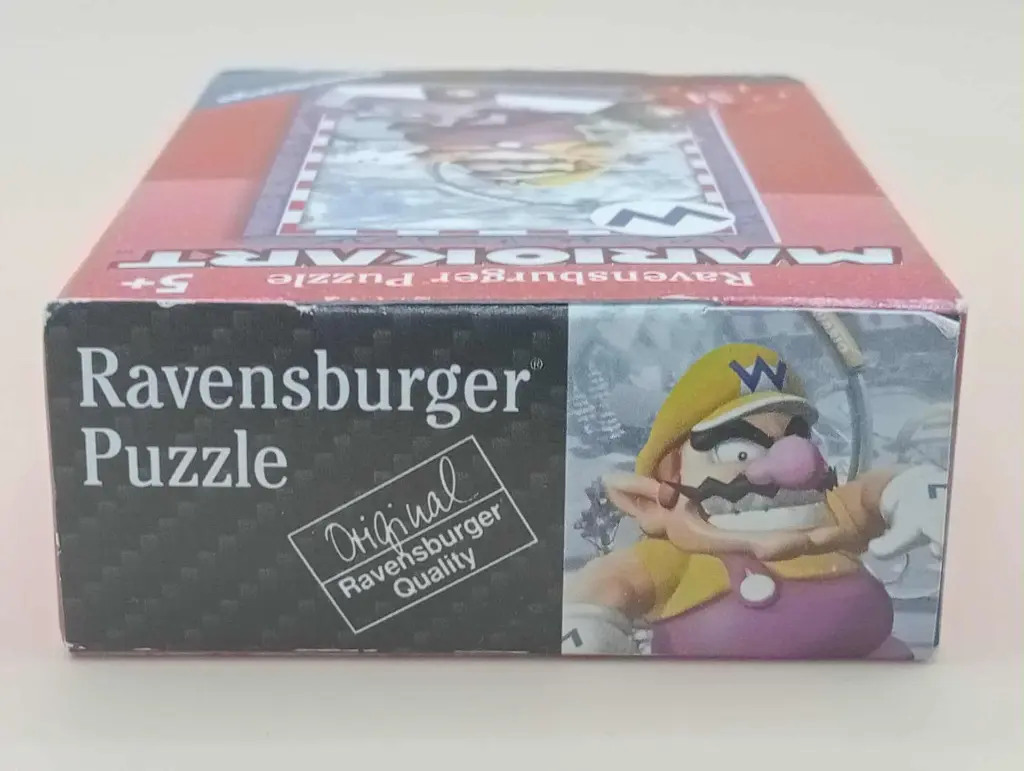 MARIOKART
Ravensburger Puzzle
5+
Ravensburger®
Puzzle
Original
Ravensburger
Quality
W